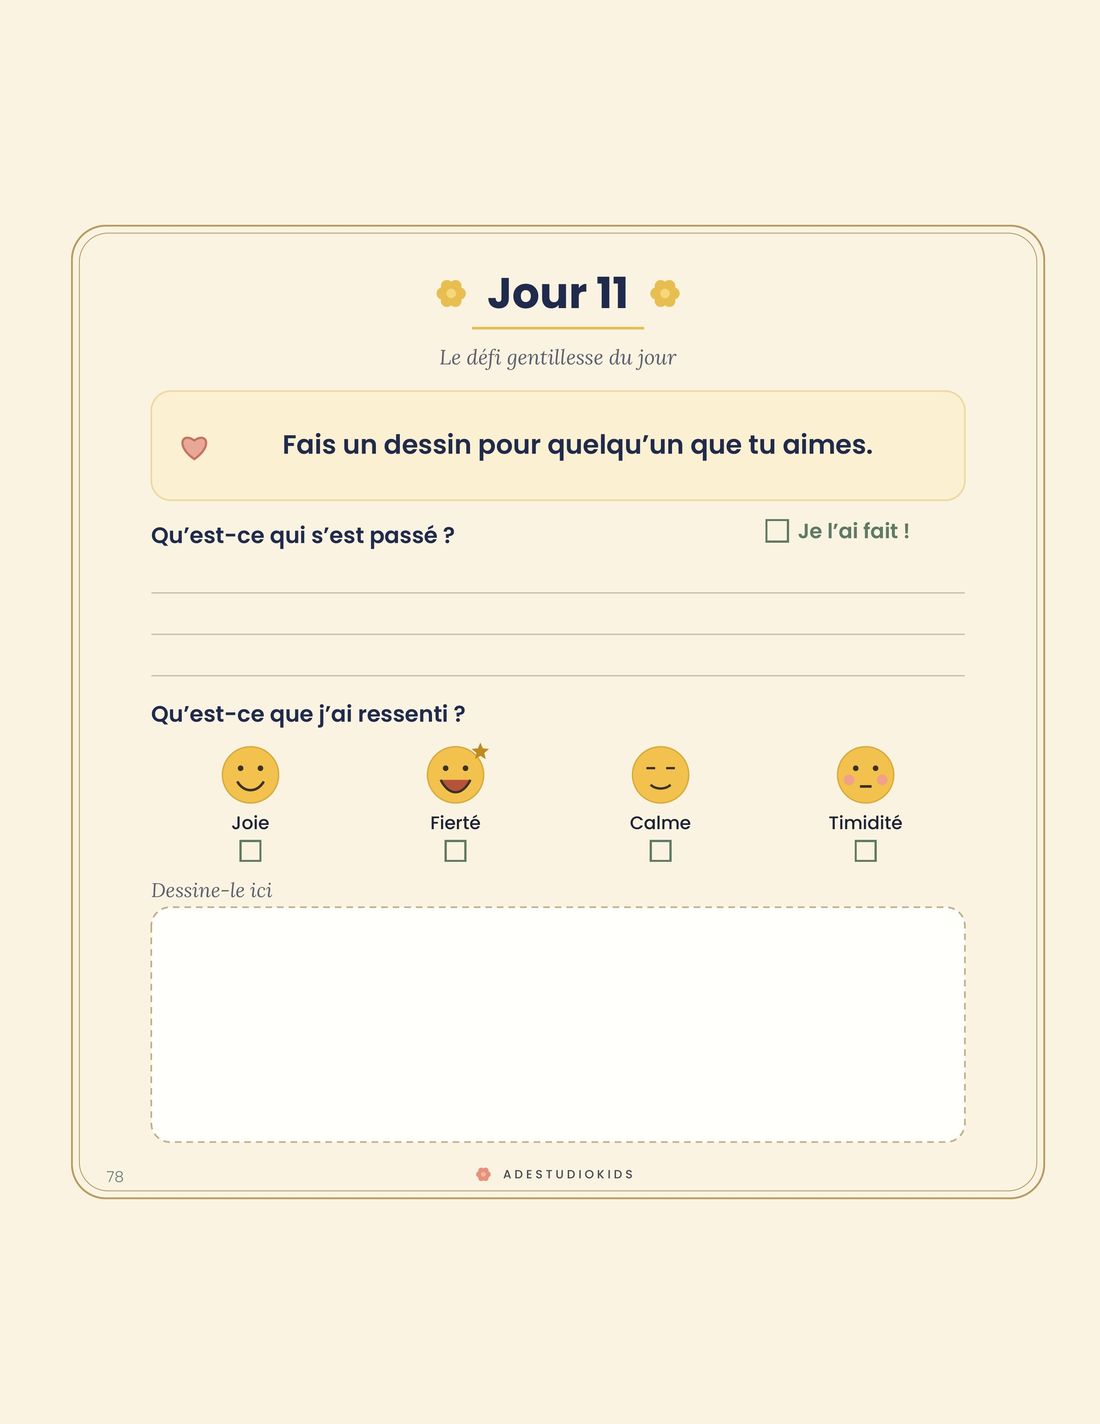 Jour 11
Le défi gentillesse du jour
Fais un dessin pour quelqu’un que tu aimes.
Qu’est-ce qui s’est passé ?
Je l’ai fait !
Qu’est-ce que j’ai ressenti ?
Joie
Fierté
Calme
Timidité
Dessine-le ici
78
ADESTUDIOKIDS